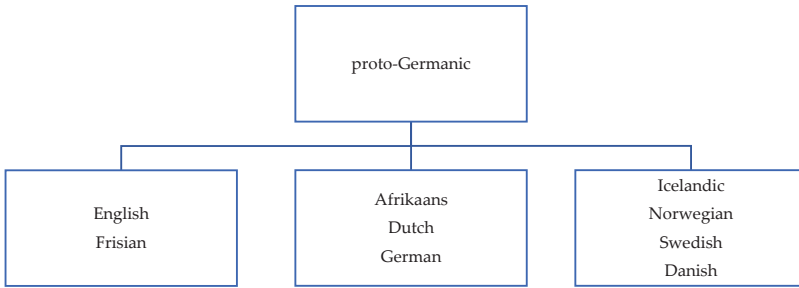 proto-Germanic
English
Frisian
Afrikaans
Dutch
German
Icelandic
Norwegian
Swedish
Danish